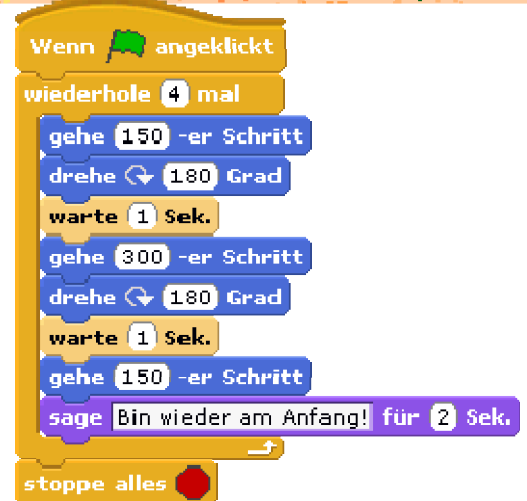 Wenn angeklickt
wiederhole 4 mal
gehe 150 -er Schritt
drehe 180 Grad
warte 1 Sek.
gehe 300 -er Schritt
drehe 180 Grad
warte 1 Sek.
gehe 150 -er Schritt
sage Bin wieder am Anfang! für 2 Sek.
stoppe alles